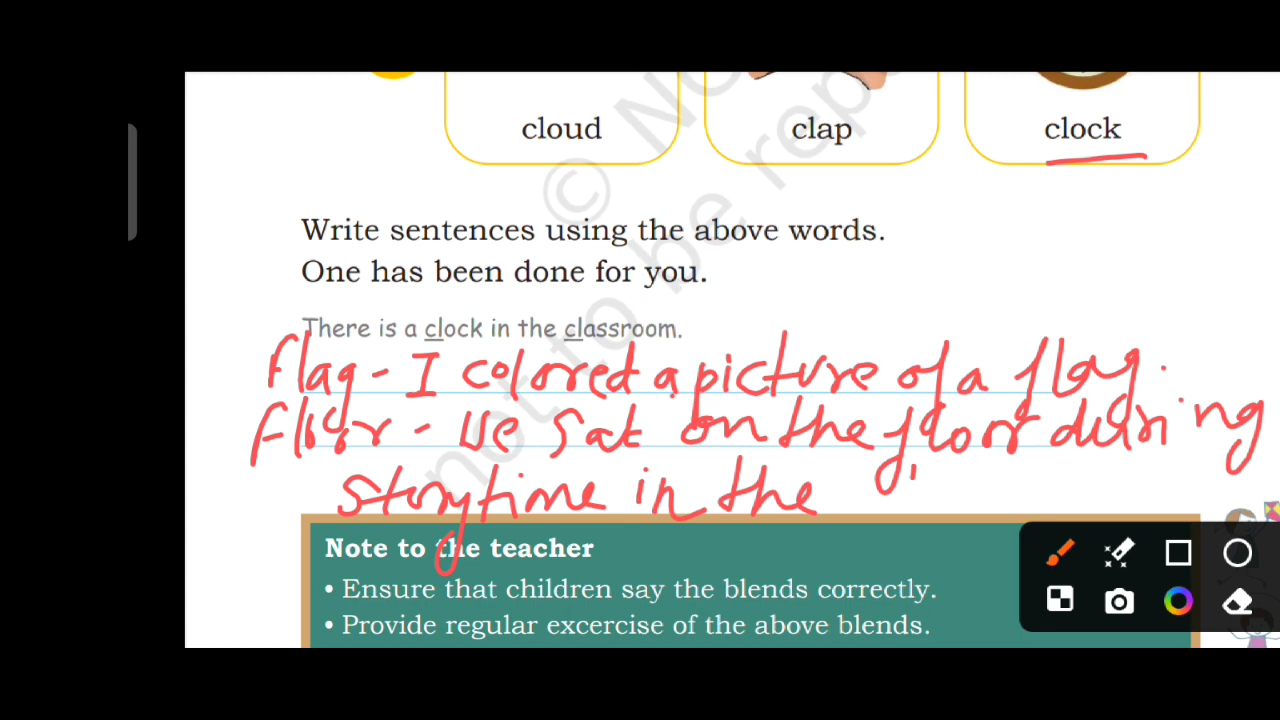 cloud clap clock
Write sentences using the above words.
One has been done for you.
There is a clock in the classroom.
Flag - I colored a picture of a flag.
Floor - We sat on the floor during
storytime in the
Note to the teacher
• Ensure that children say the blends correctly.
• Provide regular excercise of the above blends.